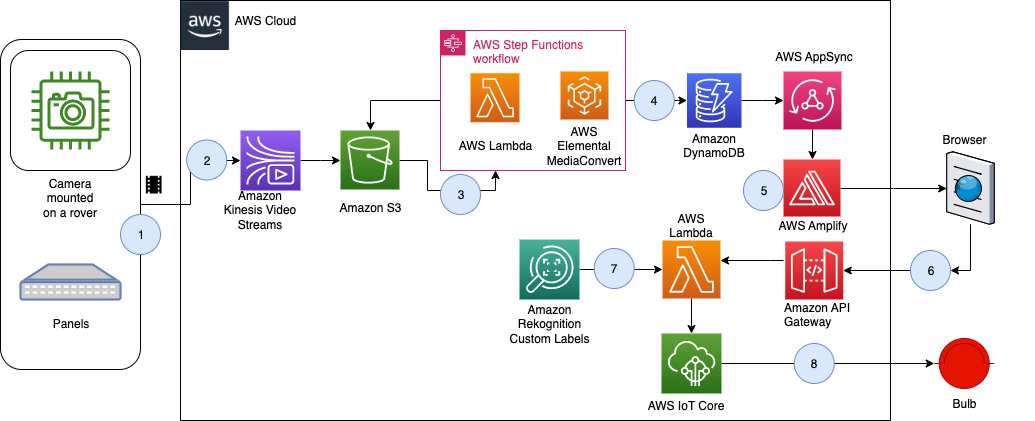 aws
AWS Cloud
Camera
mounted
on a rover
Panels
1
2
Amazon
Kinesis Video
Streams
Amazon S3
3
AWS Step Functions
workflow
AWS Lambda
AWS
Elemental
MediaConvert
4
Amazon
DynamoDB
AWS AppSync
5
AWS Amplify
Browser
6
Amazon API
Gateway
AWS
Lambda
7
Amazon
Rekognition
Custom Labels
AWS IoT Core
8
Bulb